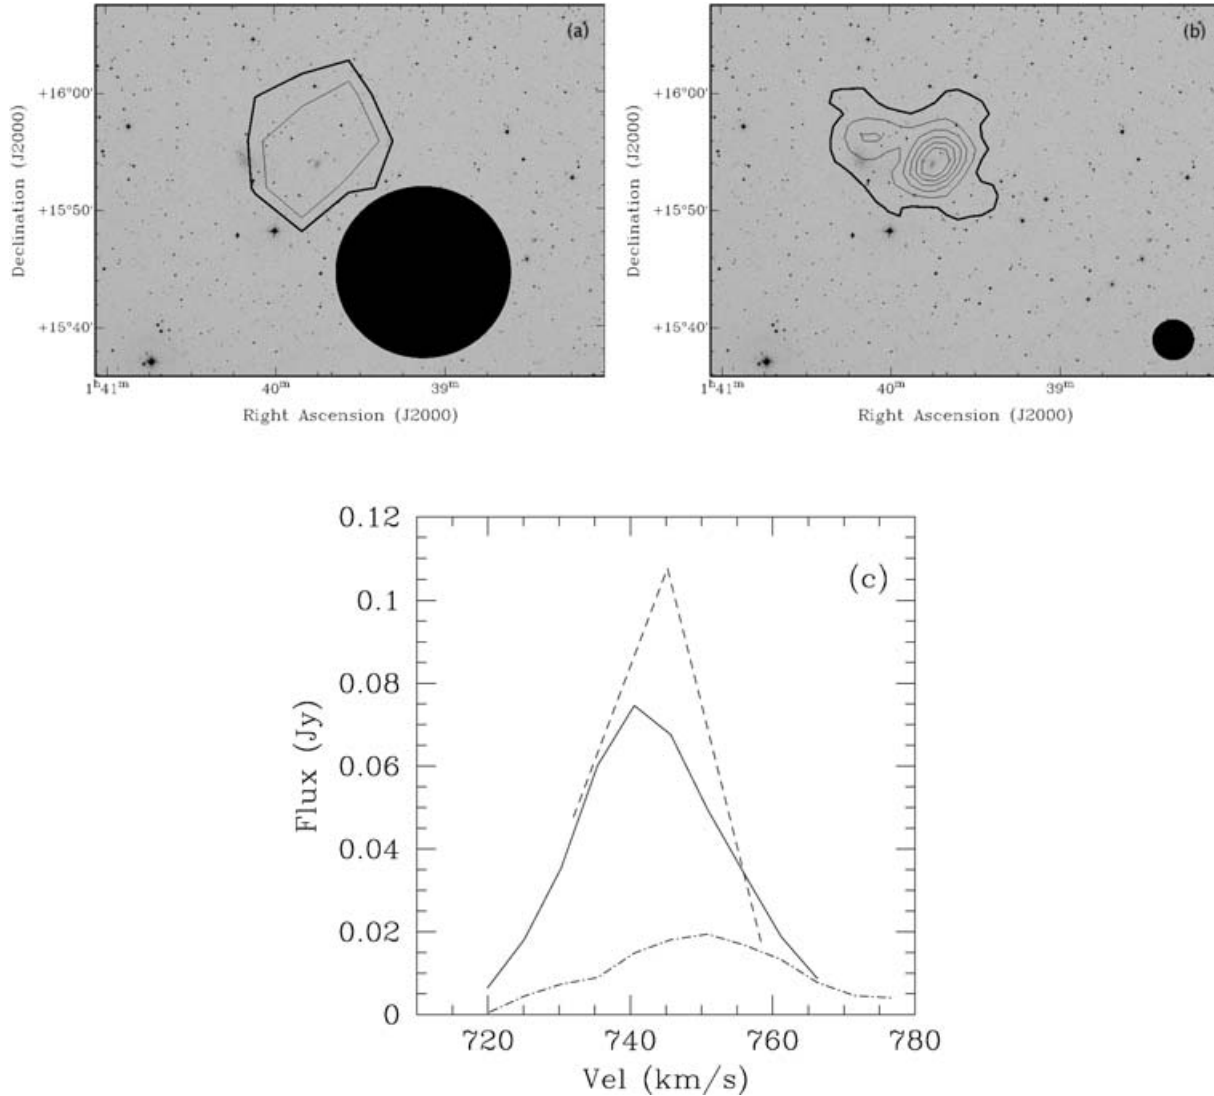 (a)
+16°00'
+15°50'
+15°40'
Declination (J2000)
1ʰ41ᵐ
40ᵐ
39ᵐ
Right Ascension (J2000)
(b)
+16°00'
+15°50'
+15°40'
Declination (J2000)
1ʰ41ᵐ
40ᵐ
39ᵐ
Right Ascension (J2000)
(c)
0.12
0.1
0.08
0.06
0.04
0.02
0
Flux (Jy)
720
740
760
780
Vel (km/s)